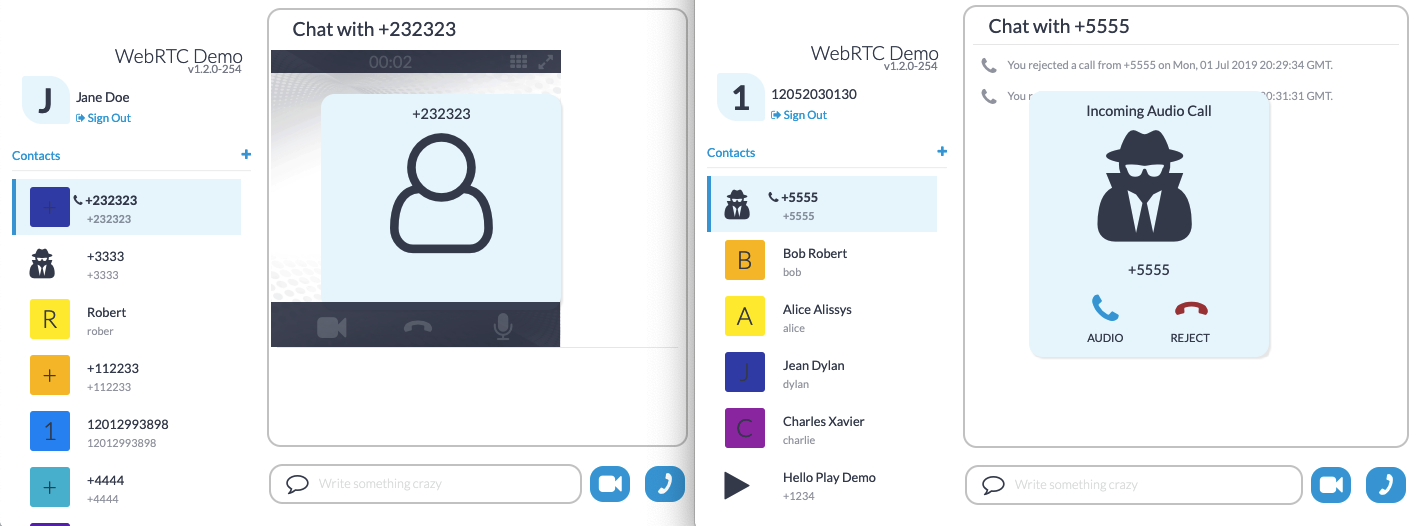 WebRTC Demo
v1.2.0-254
J
Jane Doe
Sign Out
Contacts
+
+
+232323
+232323
+3333
+3333
R
Robert
rober
+
+112233
+112233
1
12012993898
12012993898
+
+4444
+4444
Chat with +232323
00:02
+232323
Write something crazy
WebRTC Demo
v1.2.0-254
1
12052030130
Sign Out
Contacts
+
+5555
+5555
B
Bob Robert
bob
A
Alice Alissys
alice
J
Jean Dylan
dylan
C
Charles Xavier
charlie
Hello Play Demo
+1234
Chat with +5555
You rejected a call from +5555 on Mon, 01 Jul 2019 20:29:34 GMT.
You 0:31:31 GMT.
Incoming Audio Call
+5555
AUDIO
REJECT
Write something crazy